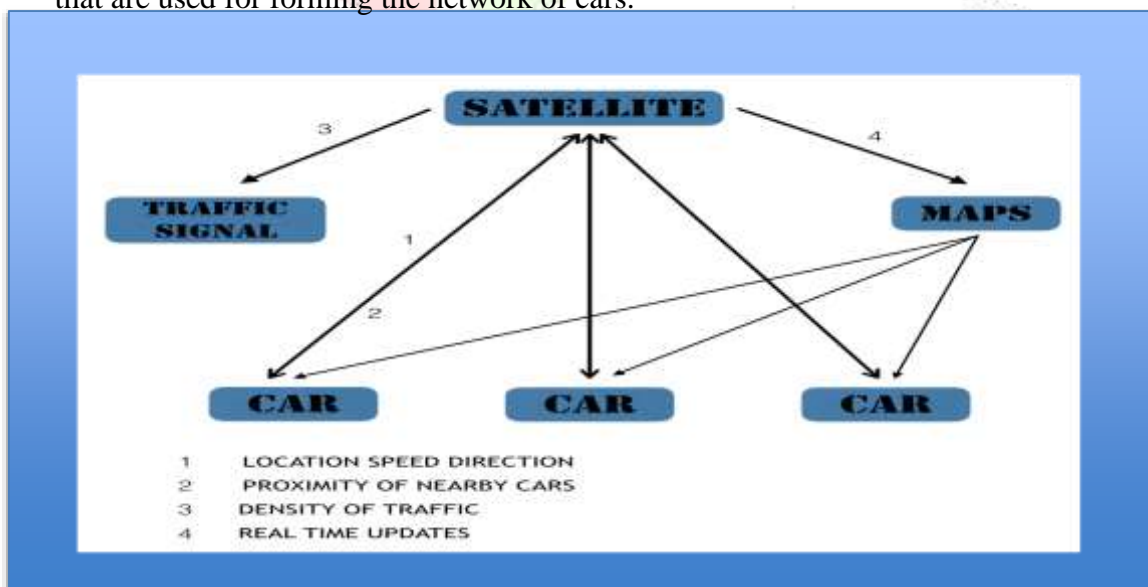 that are used for forming the network of cars.
SATELLITE
3
4
TRAFFIC
SIGNAL
MAPS
1
2
CAR CAR CAR
1 LOCATION SPEED DIRECTION
2 PROXIMITY OF NEARBY CARS
3 DENSITY OF TRAFFIC
4 REAL TIME UPDATES